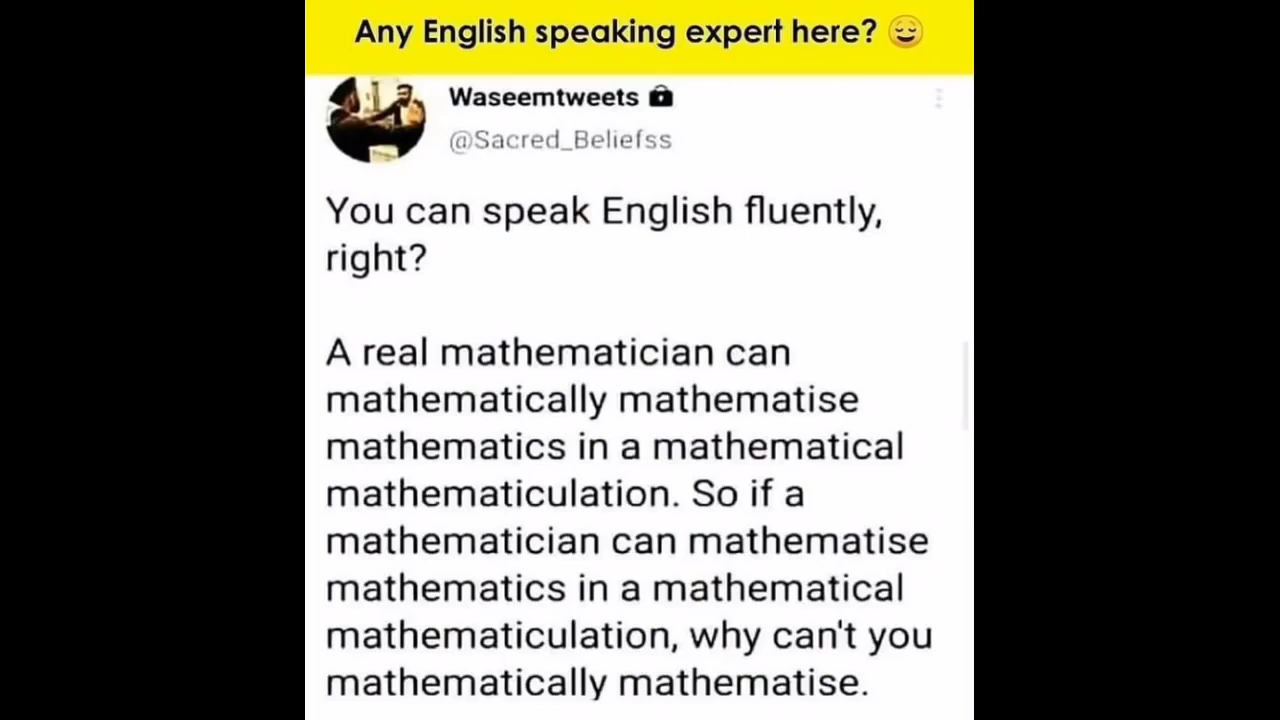 Any English speaking expert here? 😌
Waseemtweets 🔒
@Sacred_Beliefss
You can speak English fluently,
right?
A real mathematician can
mathematically mathematise
mathematics in a mathematical
mathematiculation. So if a
mathematician can mathematise
mathematics in a mathematical
mathematiculation, why can't you
mathematically mathematise.